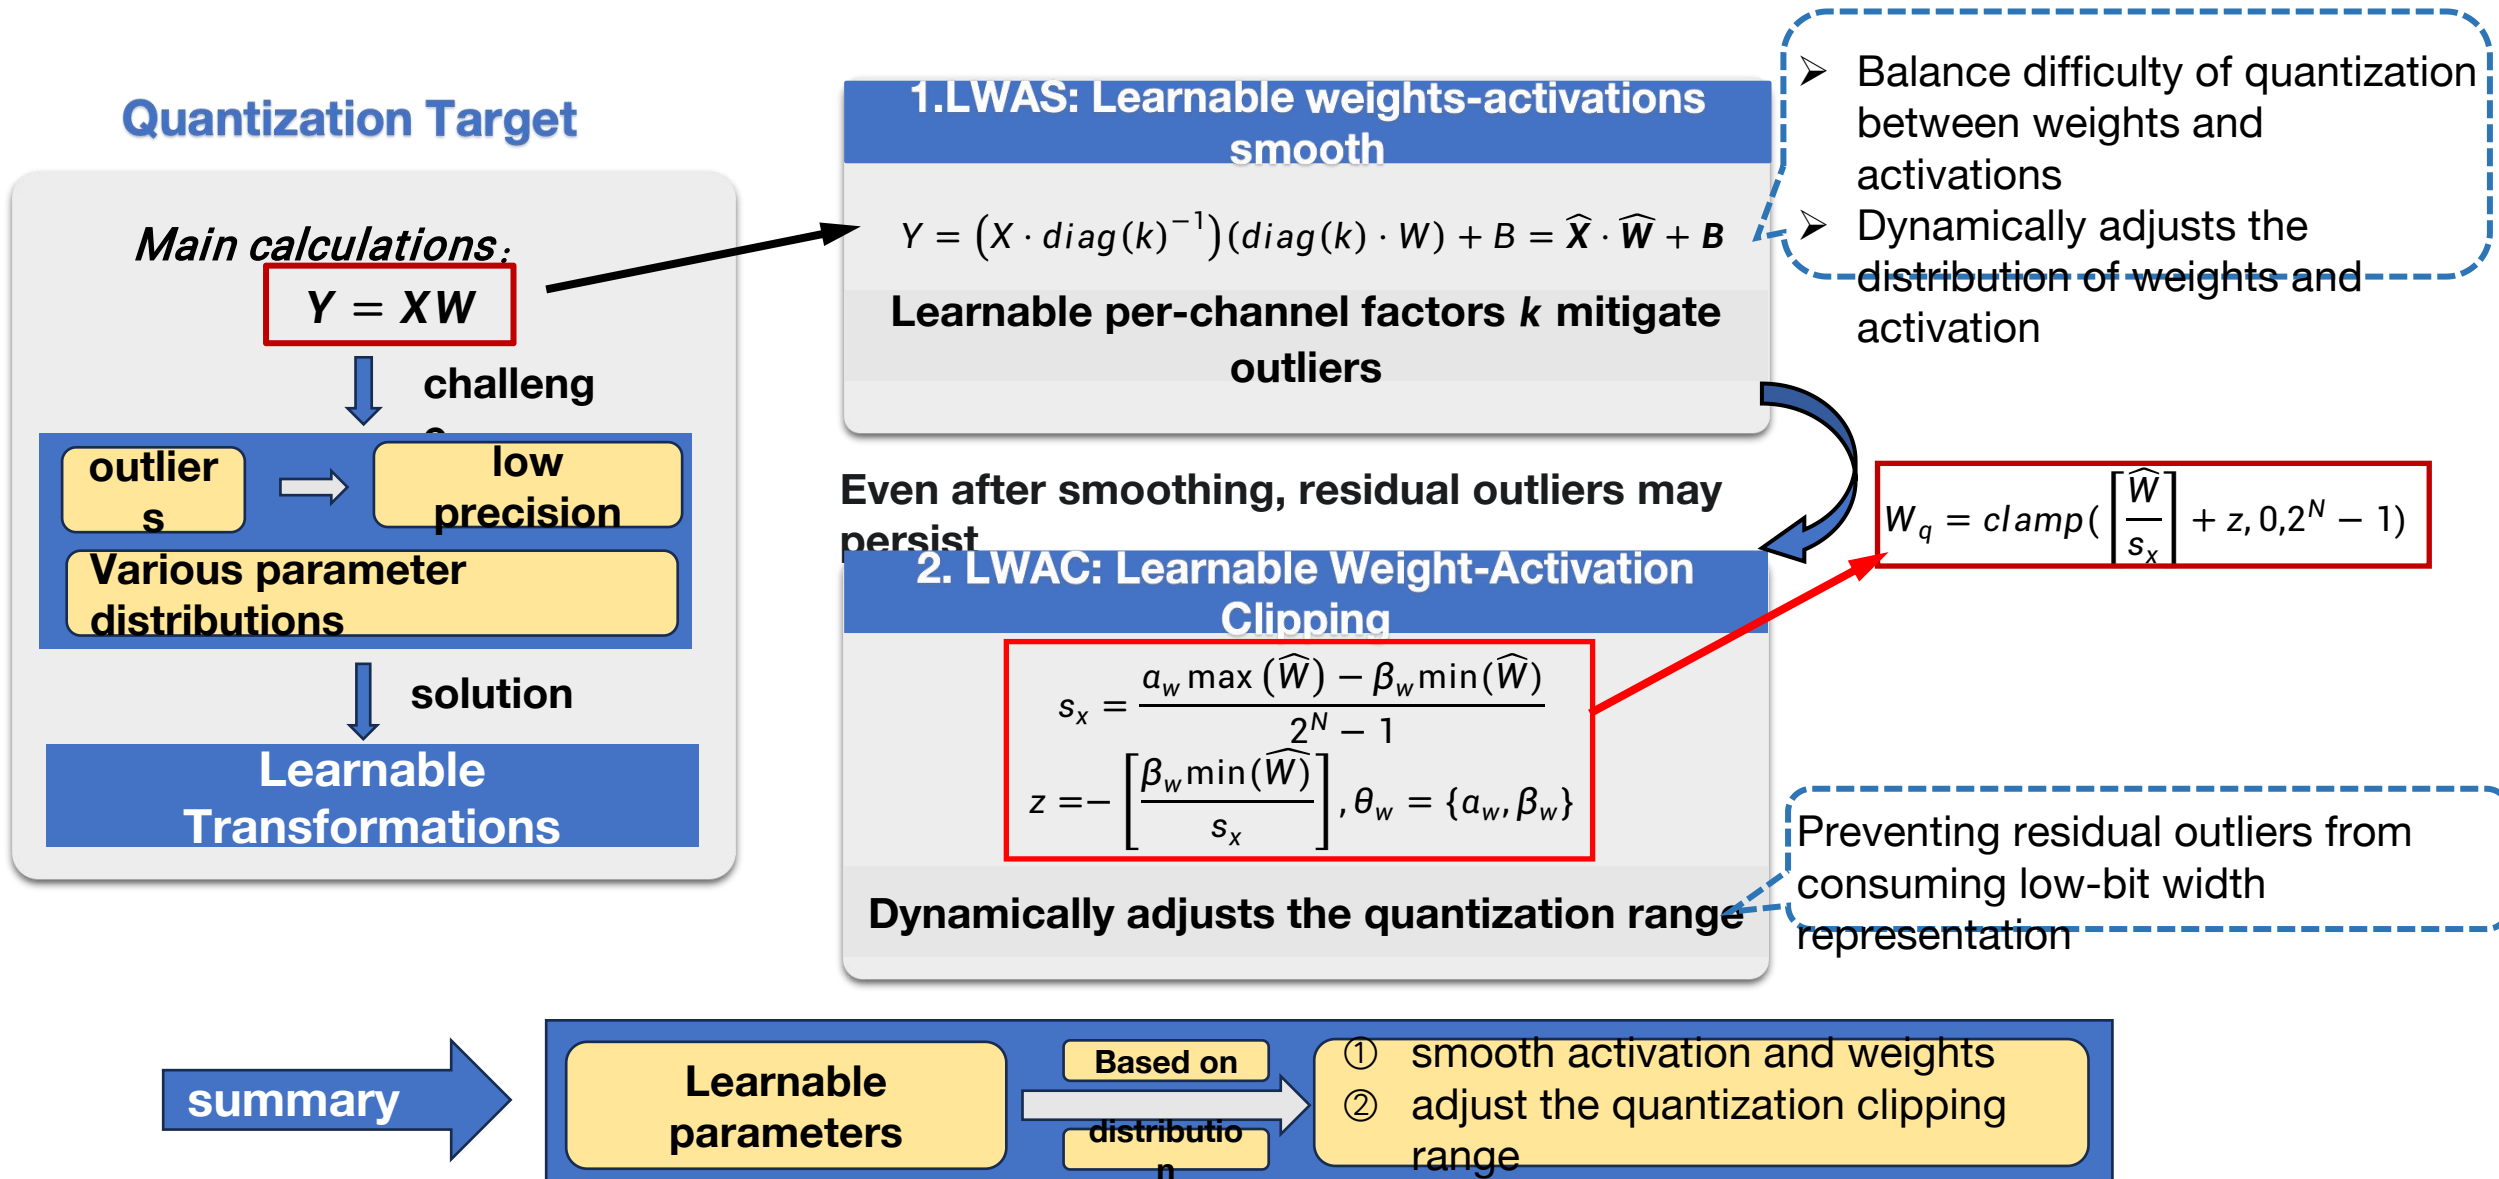 Quantization Target
Main calculations:
Y = XW
challeng
e
outlier
s
low
precision
Various parameter
distributions
solution
Learnable
Transformations
1.LWAS: Learnable weights-activations
smooth
Y = (X · diag(k)⁻¹)(diag(k) · W) + B = X̂ · Ŵ + B
Learnable per-channel factors k mitigate
outliers
➢ Balance difficulty of quantization
between weights and
activations
➢ Dynamically adjusts the
distribution of weights and
activation
Even after smoothing, residual outliers may
persist
2. LWAC: Learnable Weight-Activation
Clipping
s_x = (α_w max(Ŵ) − β_w min(Ŵ)) / (2^N − 1)
z =− [β_w min(Ŵ) / s_x], θ_w = {α_w, β_w}
Dynamically adjusts the quantization range
W_q = clamp([Ŵ / s_x] + z, 0,2^N − 1)
Preventing residual outliers from
consuming low-bit width
representation
summary
Learnable
parameters
Based on
distributio
n
① smooth activation and weights
② adjust the quantization clipping
range